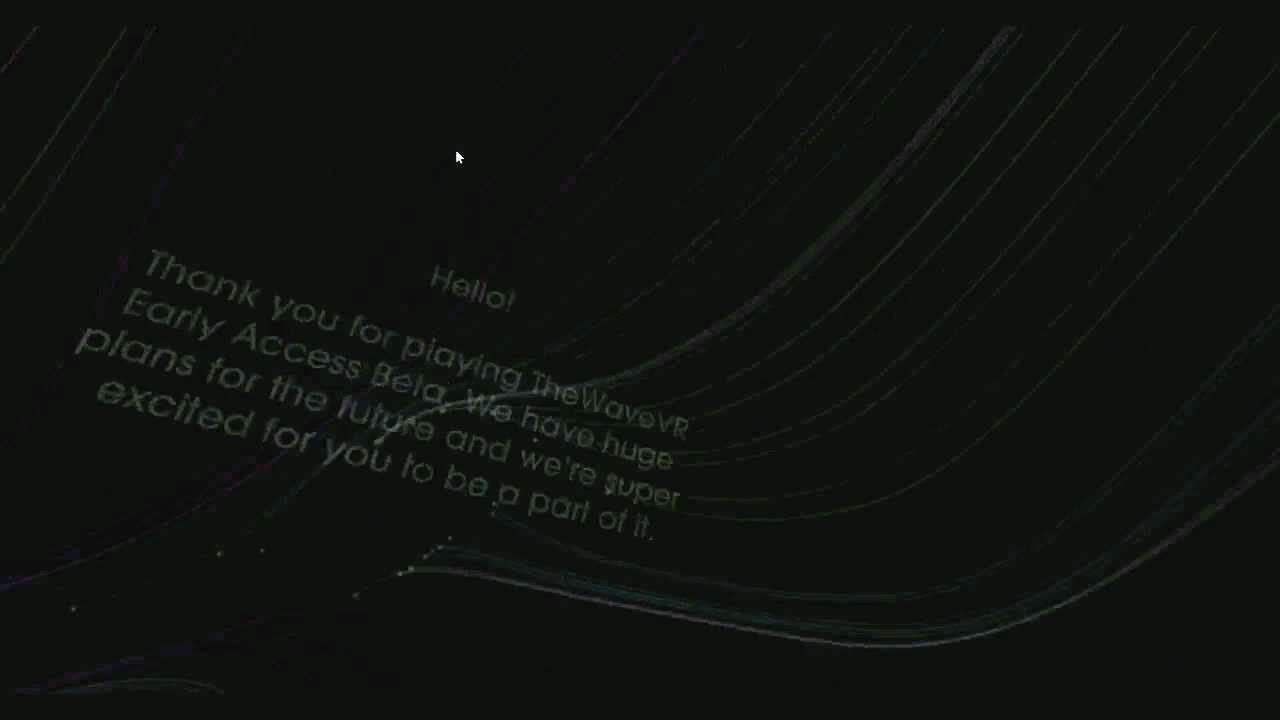 Hello!
Thank you for playing TheWaveVR
Early Access Beta. We have huge
plans for the future and we're super
excited for you to be a part of it.